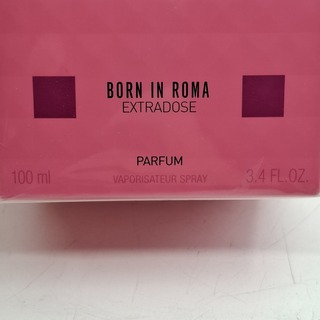 BORN IN ROMA
EXTRADOSE
PARFUM
100 ml VAPORISATEUR SPRAY 3.4 FL. OZ.